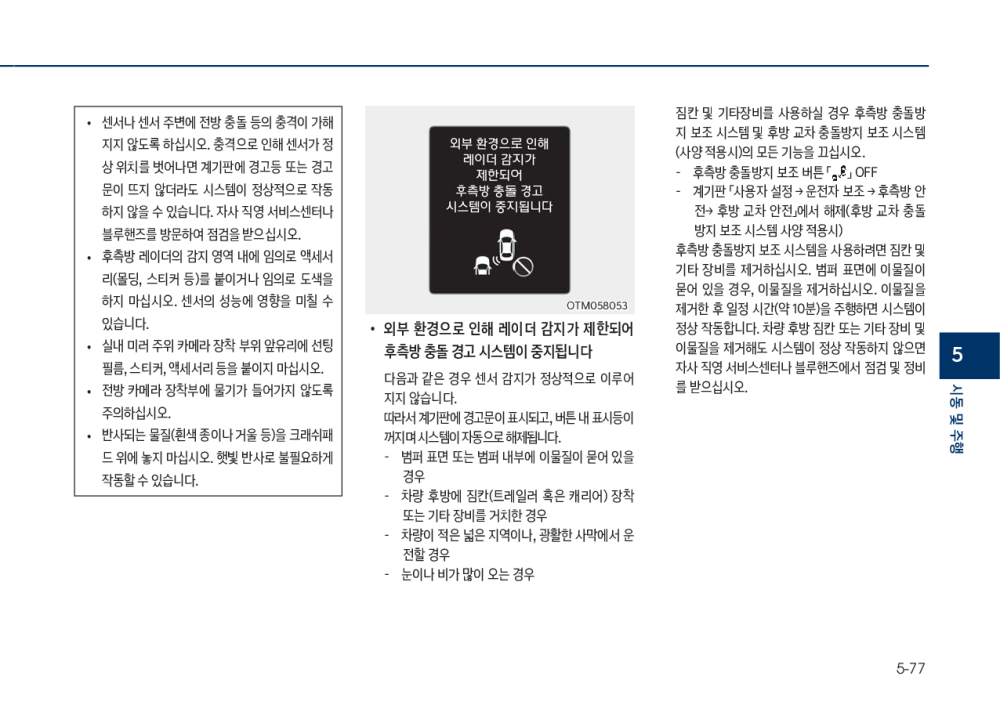 • 센서나 센서 주변에 전방 충돌 등의 충격이 가해
지지 않도록 하십시오. 충격으로 인해 센서가 정
상 위치를 벗어나면 계기판에 경고등 또는 경고
문이 뜨지 않더라도 시스템이 정상적으로 작동
하지 않을 수 있습니다. 자사 직영 서비스센터나
블루핸즈를 방문하여 점검을 받으십시오.
• 후측방 레이더의 감지 영역 내에 임의로 액세서
리(몰딩, 스티커 등)를 붙이거나 임의로 도색을
하지 마십시오. 센서의 성능에 영향을 미칠 수
있습니다.
• 실내 미러 주위 카메라 장착 부위 앞유리에 선팅
필름, 스티커, 액세서리 등을 붙이지 마십시오.
• 전방 카메라 장착부에 물기가 들어가지 않도록
주의하십시오.
• 반사되는 물질(흰색 종이나 거울 등)을 크래쉬패
드 위에 놓지 마십시오. 햇빛 반사로 불필요하게
작동할 수 있습니다.
외부 환경으로 인해
레이더 감지가
제한되어
후측방 충돌 경고
시스템이 중지됩니다
OTM058053
• 외부 환경으로 인해 레이더 감지가 제한되어
후측방 충돌 경고 시스템이 중지됩니다
다음과 같은 경우 센서 감지가 정상적으로 이루어
지지 않습니다.
따라서 계기판에 경고문이 표시되고, 버튼 내 표시등이
꺼지며 시스템이 자동으로 해제됩니다.
- 범퍼 표면 또는 범퍼 내부에 이물질이 묻어 있을
경우
- 차량 후방에 짐칸(트레일러 혹은 캐리어) 장착
또는 기타 장비를 거치한 경우
- 차량이 적은 넓은 지역이나, 광활한 사막에서 운
전할 경우
- 눈이나 비가 많이 오는 경우
짐칸 및 기타장비를 사용하실 경우 후측방 충돌방
지 보조 시스템 및 후방 교차 충돌방지 보조 시스템
(사양 적용시)의 모든 기능을 끄십시오.
- 후측방 충돌방지 보조 버튼 「」 OFF
- 계기판 「사용자 설정 → 운전자 보조 → 후측방 안
전→ 후방 교차 안전」에서 해제(후방 교차 충돌
방지 보조 시스템 사양 적용시)
후측방 충돌방지 보조 시스템을 사용하려면 짐칸 및
기타 장비를 제거하십시오. 범퍼 표면에 이물질이
묻어 있을 경우, 이물질을 제거하십시오. 이물질을
제거한 후 일정 시간(약 10분)을 주행하면 시스템이
정상 작동합니다. 차량 후방 짐칸 또는 기타 장비 및
이물질을 제거해도 시스템이 정상 작동하지 않으면
자사 직영 서비스센터나 블루핸즈에서 점검 및 정비
를 받으십시오.
5
시동 및 주행
5-77